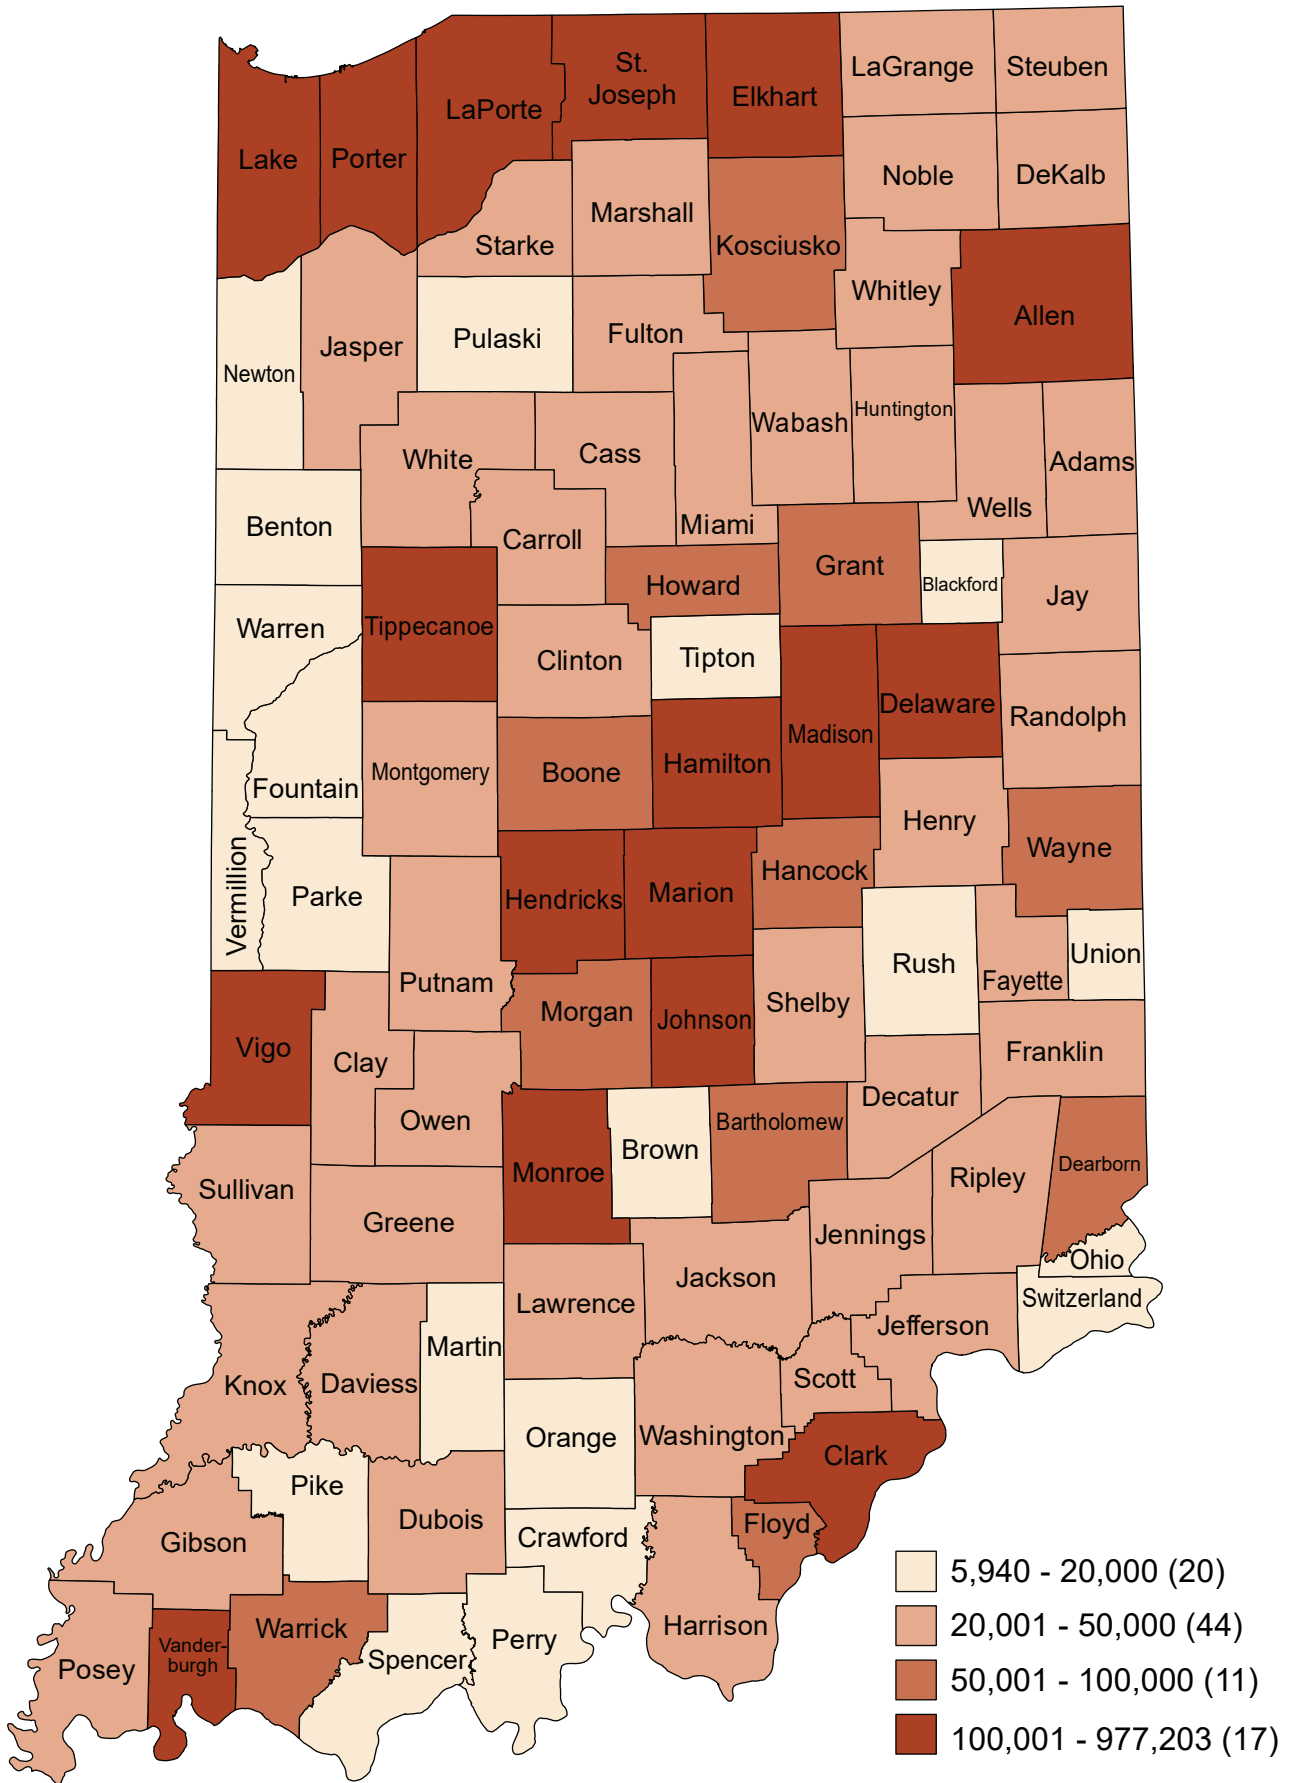 St.
Joseph
LaGrange
Steuben
Elkhart
LaPorte
Lake
Porter
Noble
DeKalb
Marshall
Starke
Kosciusko
Whitley
Allen
Pulaski
Fulton
Jasper
Newton
Huntington
Wabash
White
Cass
Adams
Wells
Benton
Miami
Carroll
Grant
Howard
Blackford
Jay
Warren
Tippecanoe
Clinton
Tipton
Delaware
Randolph
Madison
Montgomery
Boone
Hamilton
Fountain
Henry
Wayne
Hancock
Vermillion
Parke
Hendricks
Marion
Rush
Union
Putnam
Fayette
Shelby
Morgan
Johnson
Vigo
Clay
Franklin
Decatur
Owen
Bartholomew
Brown
Monroe
Dearborn
Ripley
Sullivan
Greene
Jennings
Ohio
Jackson
Switzerland
Lawrence
Jefferson
Martin
Scott
Knox
Daviess
Orange
Washington
Clark
Pike
Dubois
Floyd
Crawford
Gibson
Warrick
Harrison
Perry
Vander-
burgh
Spencer
Posey
5,940 - 20,000 (20)
20,001 - 50,000 (44)
50,001 - 100,000 (11)
100,001 - 977,203 (17)